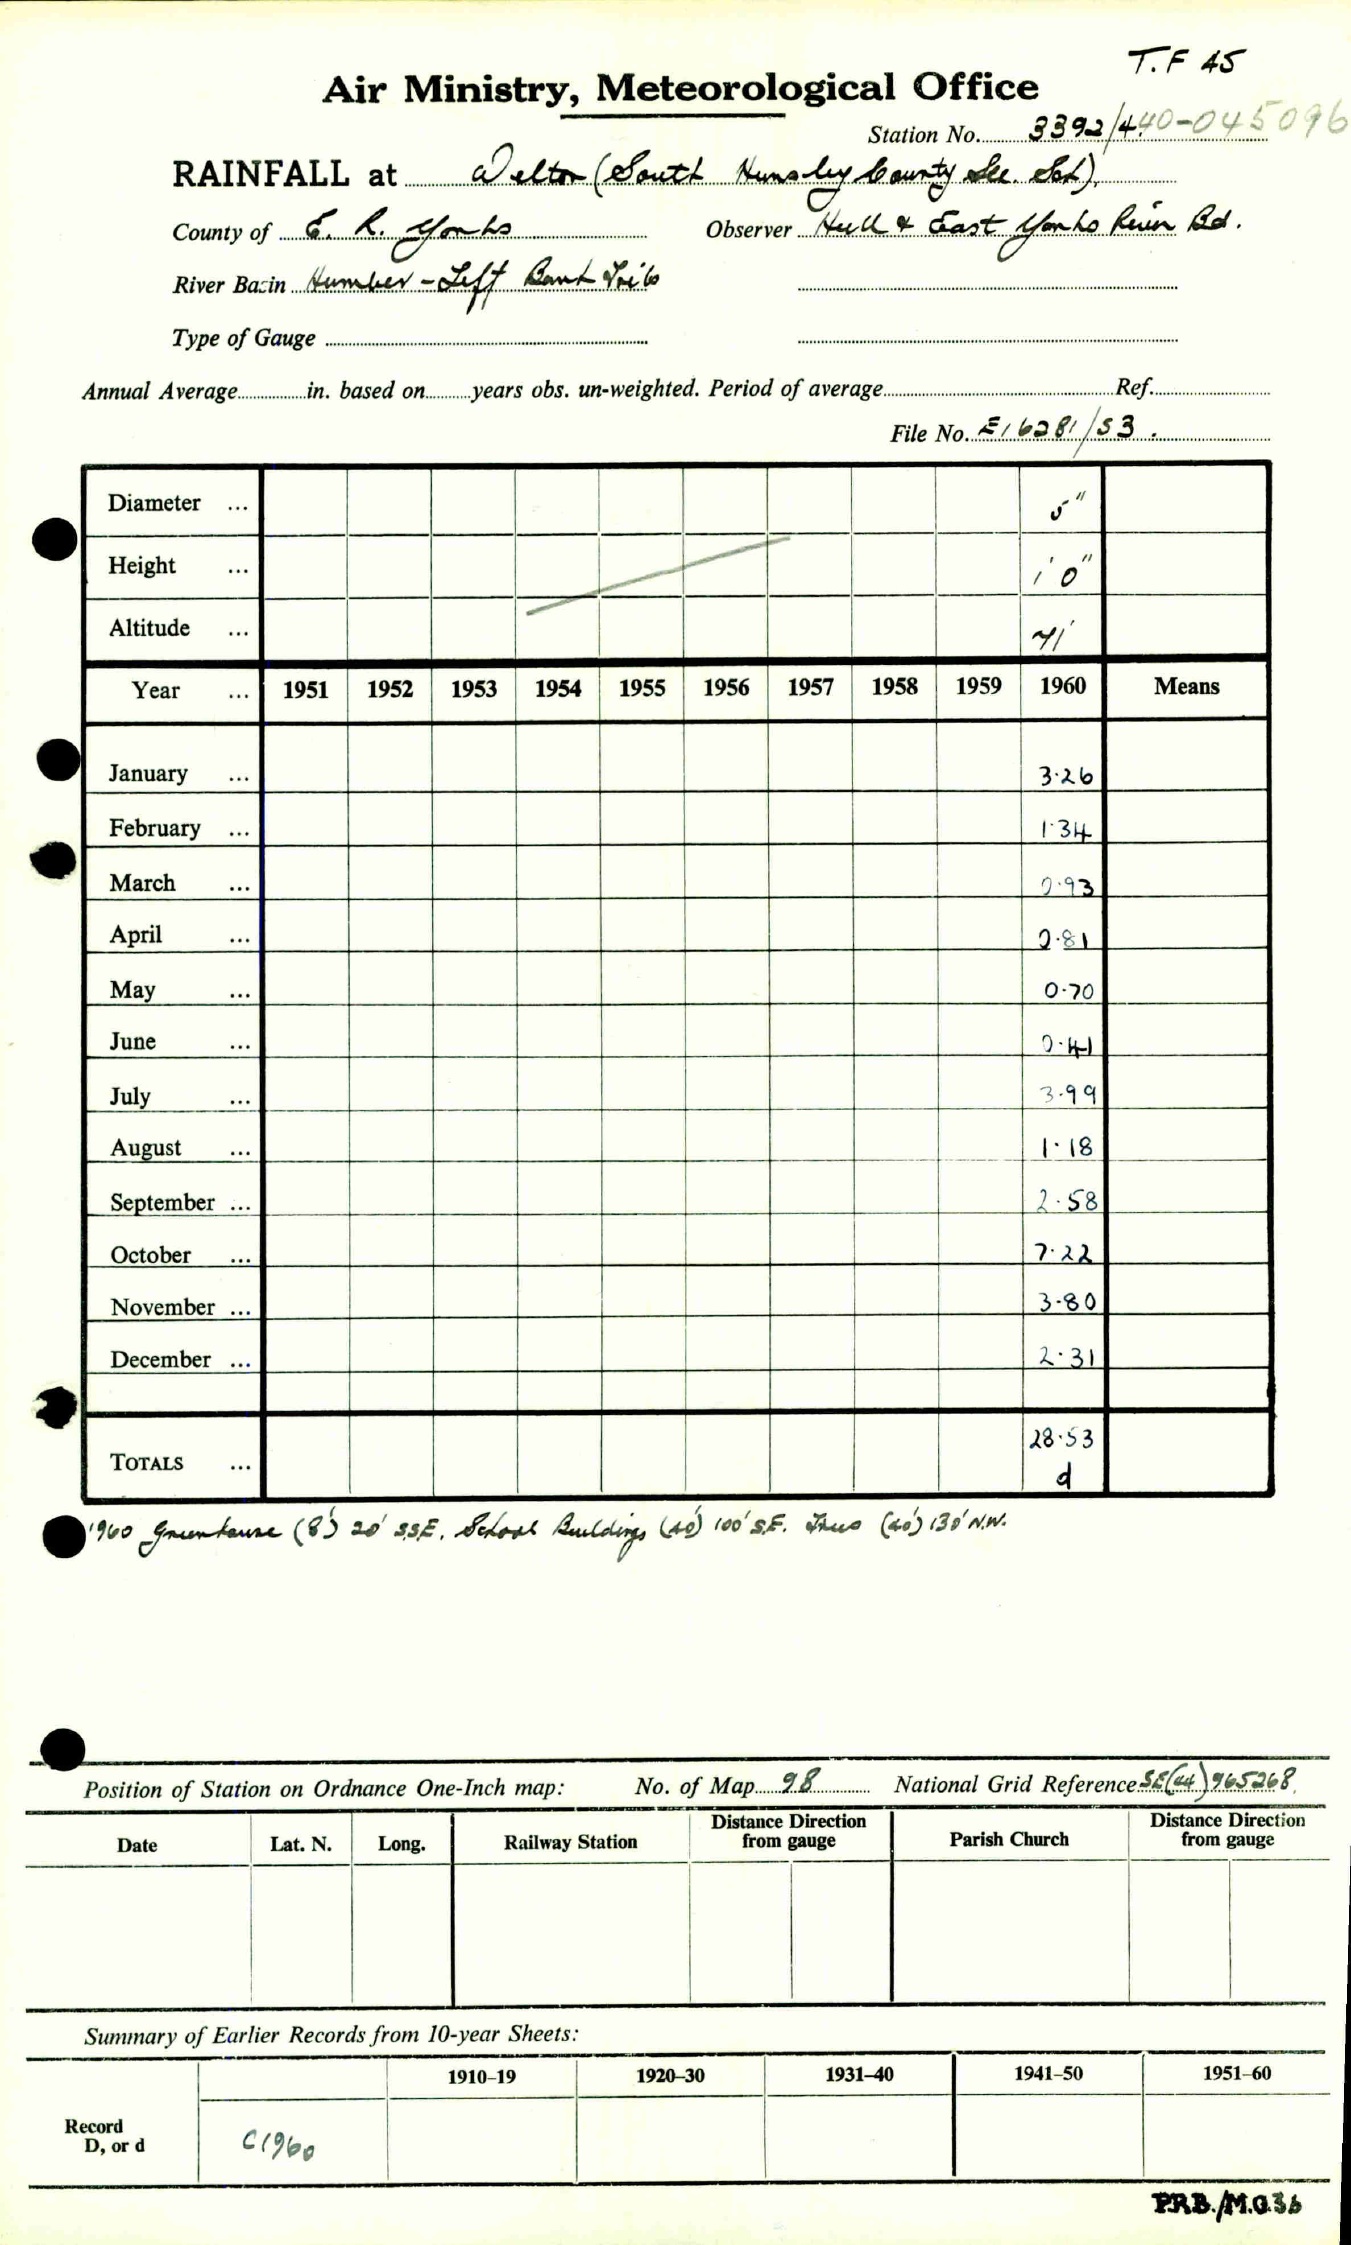 T.F 45
Air Ministry, Meteorological Office
Station No. 3392/4. 40-045096
RAINFALL at Welton (South Hunsley County Sec. Sch).
County of E. R. Yorks Observer Hull & East Yorks River Bd.
River Basin Humber - Left Bank Tribs
Type of Gauge
Annual Average in. based on years obs. un-weighted. Period of average Ref.
File No. E16281/53.
Diameter ... 5"
Height ... 1' 0"
Altitude ... 71'
Year ... 1951 1952 1953 1954 1955 1956 1957 1958 1959 1960 Means
January ... 3.26
February ... 1.34
March ... 0.93
April ... 0.81
May ... 0.70
June ... 0.41
July ... 3.99
August ... 1.18
September ... 2.58
October ... 7.22
November ... 3.80
December ... 2.31
TOTALS ... 28.53
d
1960 Greenhouse (8') 20' SSE. School Buildings (40') 100' S.E. Trees (40') 130' N.W.
Position of Station on Ordnance One-Inch map: No. of Map 98 National Grid Reference SE(44)965268.
Date Lat. N. Long. Railway Station Distance Direction from gauge Parish Church Distance Direction from gauge
Summary of Earlier Records from 10-year Sheets:
1910–19 1920–30 1931–40 1941–50 1951–60
Record
D, or d C1960
P.R.B./M.O.36